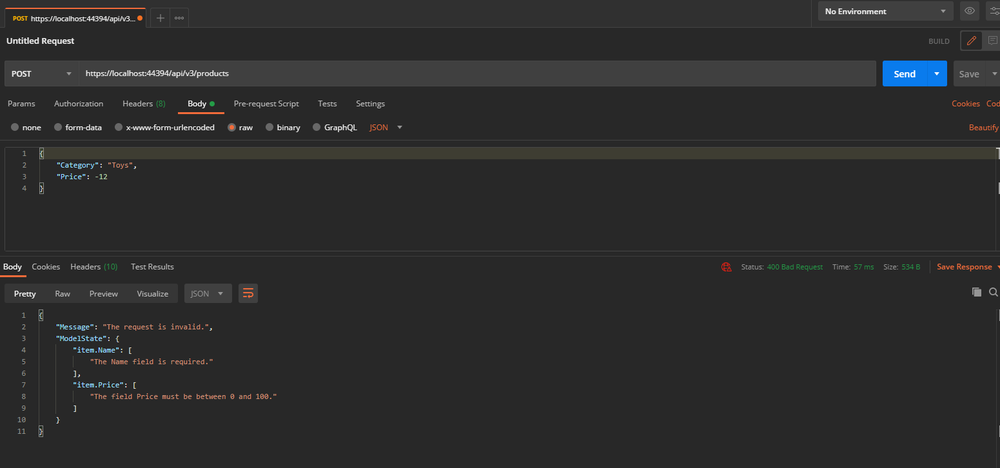 POST https://localhost:44394/api/v3...
No Environment
Untitled Request
BUILD
POST https://localhost:44394/api/v3/products Send Save
Params Authorization Headers (8) Body Pre-request Script Tests Settings Cookies Cod
none form-data x-www-form-urlencoded raw binary GraphQL JSON Beautify
1 {
2 "Category": "Toys",
3 "Price": -12
4 }
Body Cookies Headers (10) Test Results Status: 400 Bad Request Time: 57 ms Size: 534 B Save Response
Pretty Raw Preview Visualize JSON
1 {
2 "Message": "The request is invalid.",
3 "ModelState": {
4 "item.Name": [
5 "The Name field is required."
6 ],
7 "item.Price": [
8 "The field Price must be between 0 and 100."
9 ]
10 }
11 }